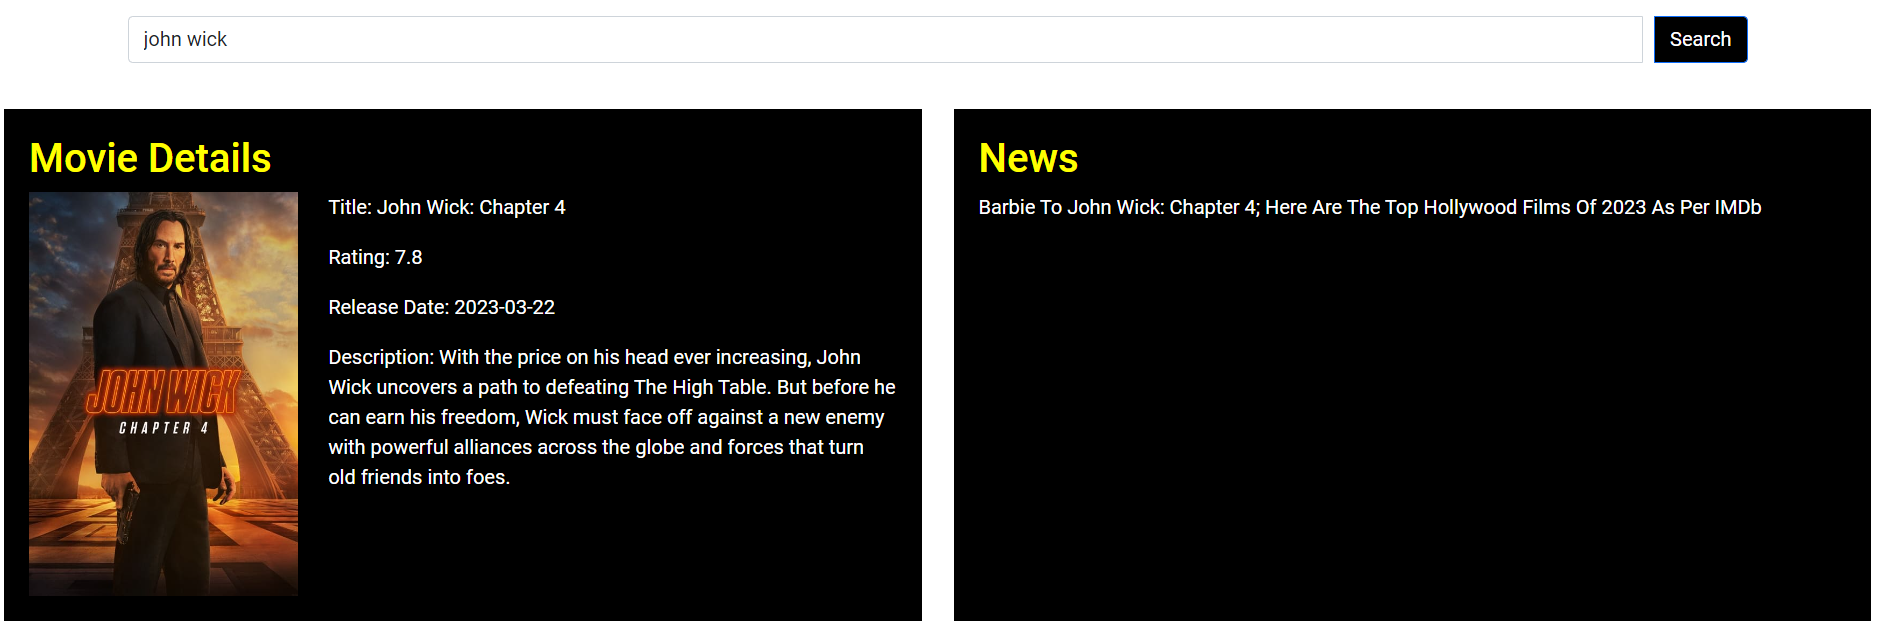 john wick
Search
Movie Details
JOHN WICK
CHAPTER 4
Title: John Wick: Chapter 4
Rating: 7.8
Release Date: 2023-03-22
Description: With the price on his head ever increasing, John
Wick uncovers a path to defeating The High Table. But before he
can earn his freedom, Wick must face off against a new enemy
with powerful alliances across the globe and forces that turn
old friends into foes.
News
Barbie To John Wick: Chapter 4; Here Are The Top Hollywood Films Of 2023 As Per IMDb